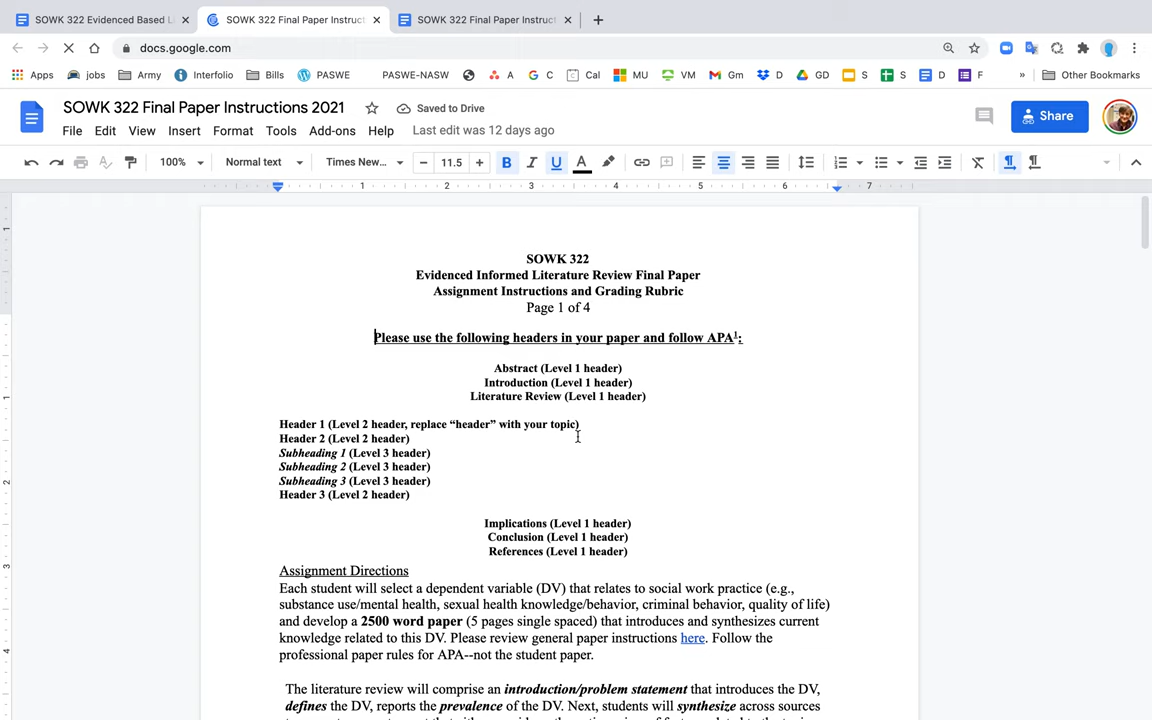 SOWK 322 Evidenced Based L
SOWK 322 Final Paper Instruct
SOWK 322 Final Paper Instruct
docs.google.com
Apps jobs Army Interfolio Bills PASWE PASWE-NASW A C Cal MU VM Gm D GD S S D F » Other Bookmarks
SOWK 322 Final Paper Instructions 2021 Saved to Drive
File Edit View Insert Format Tools Add-ons Help Last edit was 12 days ago
Share
100% Normal text Times New... 11.5 B I U A
1 2 3 4 5 6 7
SOWK 322
Evidenced Informed Literature Review Final Paper
Assignment Instructions and Grading Rubric
Page 1 of 4
Please use the following headers in your paper and follow APA¹:
Abstract (Level 1 header)
Introduction (Level 1 header)
Literature Review (Level 1 header)
Header 1 (Level 2 header, replace “header” with your topic)
Header 2 (Level 2 header)
Subheading 1 (Level 3 header)
Subheading 2 (Level 3 header)
Subheading 3 (Level 3 header)
Header 3 (Level 2 header)
Implications (Level 1 header)
Conclusion (Level 1 header)
References (Level 1 header)
Assignment Directions
Each student will select a dependent variable (DV) that relates to social work practice (e.g.,
substance use/mental health, sexual health knowledge/behavior, criminal behavior, quality of life)
and develop a 2500 word paper (5 pages single spaced) that introduces and synthesizes current
knowledge related to this DV. Please review general paper instructions here. Follow the
professional paper rules for APA--not the student paper.
The literature review will comprise an introduction/problem statement that introduces the DV,
defines the DV, reports the prevalence of the DV. Next, students will synthesize across sources